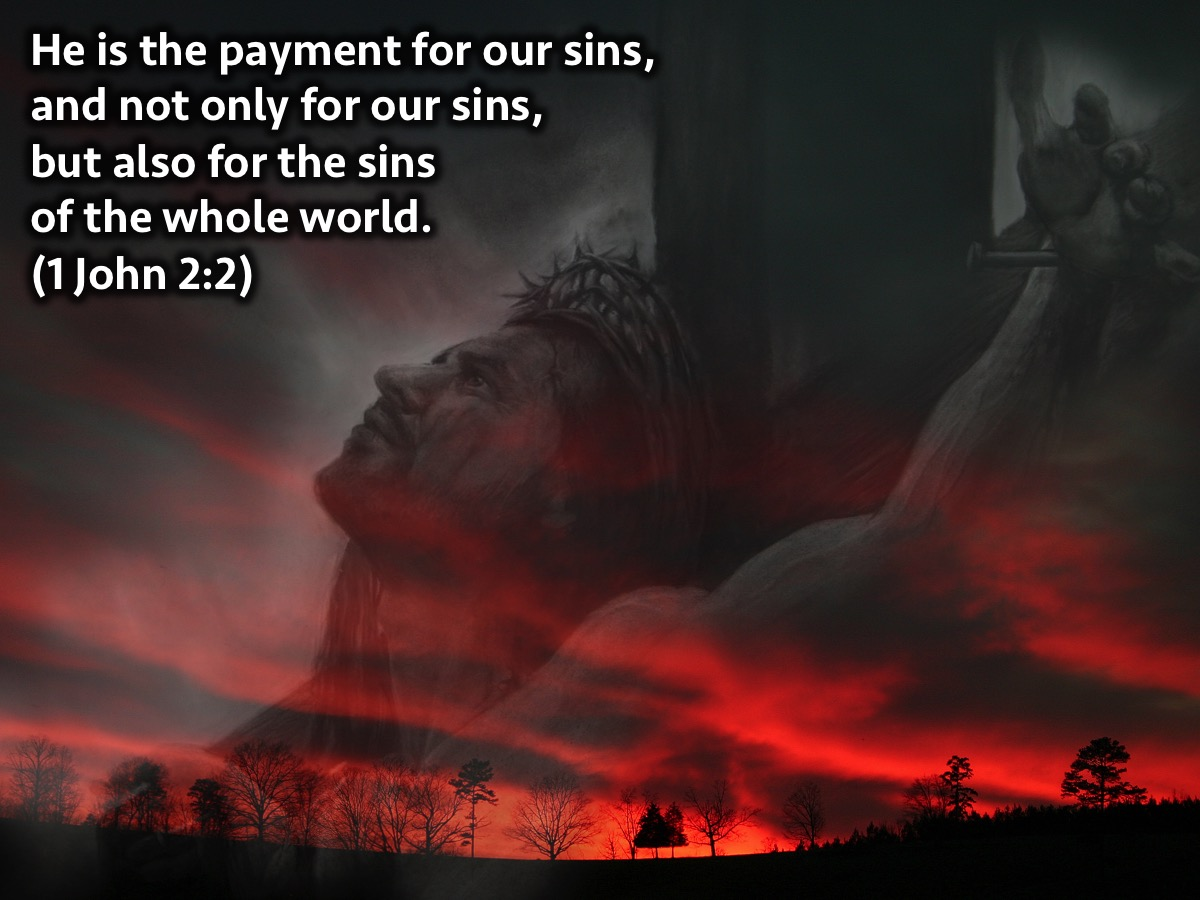 He is the payment for our sins,
and not only for our sins,
but also for the sins
of the whole world.
(1 John 2:2)